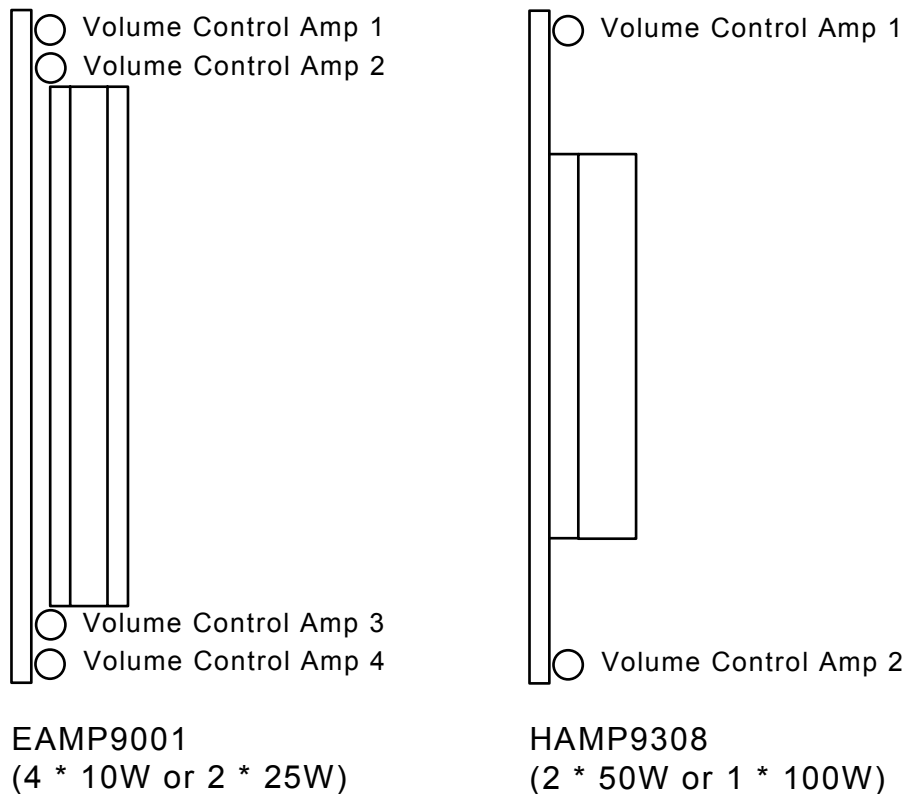 Volume Control Amp 1
Volume Control Amp 2
Volume Control Amp 3
Volume Control Amp 4
EAMP9001
(4 * 10W or 2 * 25W)
Volume Control Amp 1
Volume Control Amp 2
HAMP9308
(2 * 50W or 1 * 100W)